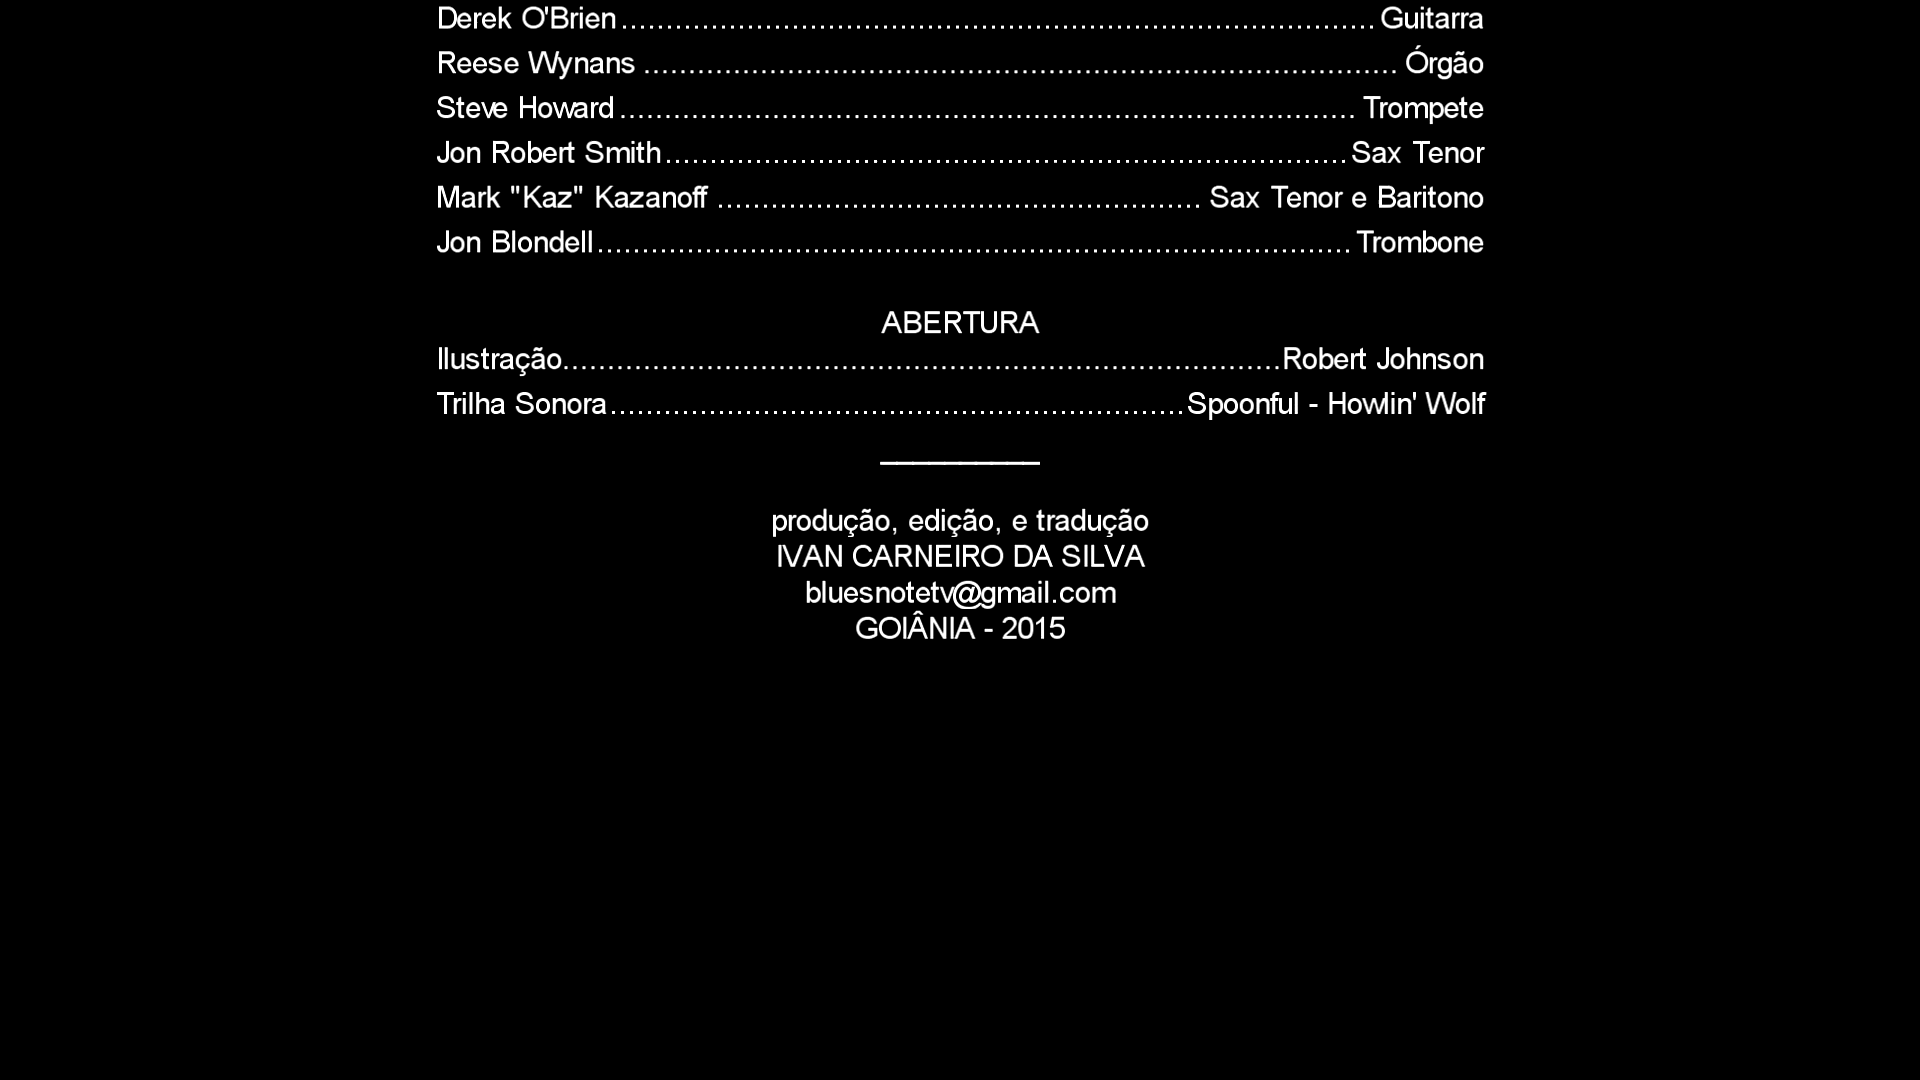 Derek O'Brien.......................................................................................Guitarra
Reese Wynans.......................................................................................Órgão
Steve Howard.......................................................................................Trompete
Jon Robert Smith...............................................................................Sax Tenor
Mark "Kaz" Kazanoff........................................................Sax Tenor e Baritono
Jon Blondell.......................................................................................Trombone
ABERTURA
Ilustração...................................................................................Robert Johnson
Trilha Sonora..................................................................Spoonful - Howlin' Wolf
__________
produção, edição, e tradução
IVAN CARNEIRO DA SILVA
bluesnotetv@gmail.com
GOIÂNIA - 2015